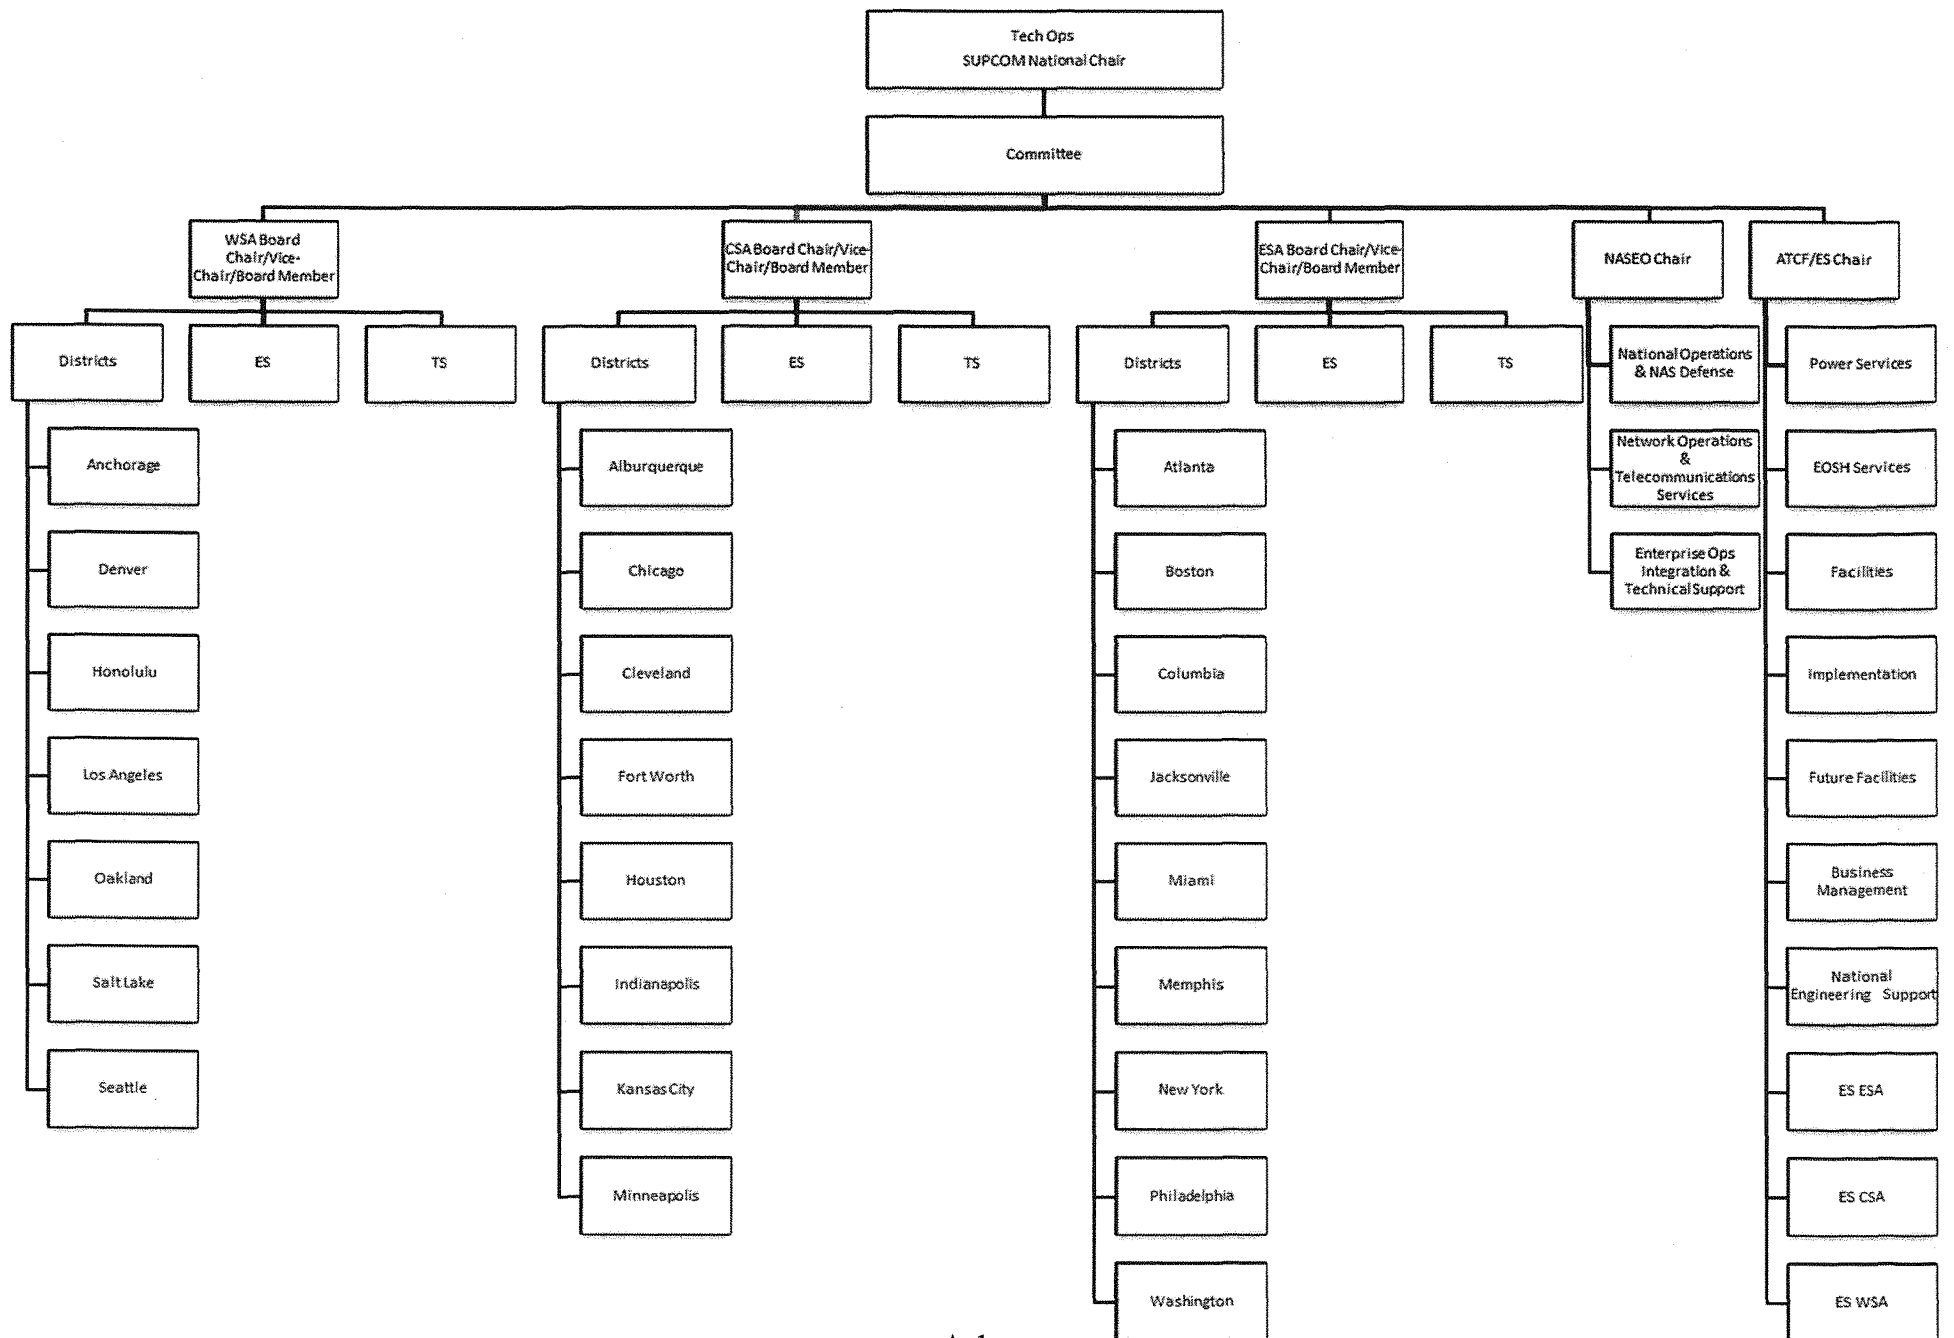 Tech Ops
SUPCOM National Chair
Committee
WSA Board
Chair/Vice-
Chair/Board Member
CSA Board Chair/Vice-
Chair/Board Member
ESA Board Chair/Vice-
Chair/Board Member
NASEO Chair
ATCF/ES Chair
Districts
ES
TS
Districts
ES
TS
Districts
ES
TS
Anchorage
Denver
Honolulu
Los Angeles
Oakland
Salt Lake
Seattle
Alburquerque
Chicago
Cleveland
Fort Worth
Houston
Indianapolis
Kansas City
Minneapolis
Atlanta
Boston
Columbia
Jacksonville
Miami
Memphis
New York
Philadelphia
Washington
National Operations
& NAS Defense
Network Operations
&
Telecommunications
Services
Enterprise Ops
Integration &
Technical Support
Power Services
EOSH Services
Facilities
Implementation
Future Facilities
Business
Management
National
Engineering Support
ES ESA
ES CSA
ES WSA